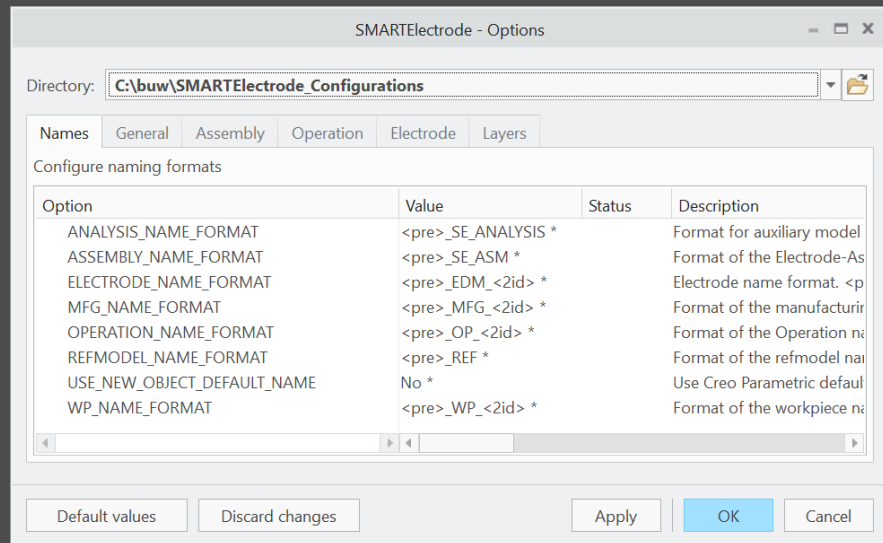 SMARTElectrode - Options
Directory: C:\buw\SMARTElectrode_Configurations
Names General Assembly Operation Electrode Layers
Configure naming formats
Option Value Status Description
ANALYSIS_NAME_FORMAT <pre>_SE_ANALYSIS * Format for auxiliary model
ASSEMBLY_NAME_FORMAT <pre>_SE_ASM * Format of the Electrode-As
ELECTRODE_NAME_FORMAT <pre>_EDM_<2id> * Electrode name format. <p
MFG_NAME_FORMAT <pre>_MFG_<2id> * Format of the manufacturin
OPERATION_NAME_FORMAT <pre>_OP_<2id> * Format of the Operation na
REFMODEL_NAME_FORMAT <pre>_REF * Format of the refmodel nar
USE_NEW_OBJECT_DEFAULT_NAME No * Use Creo Parametric default
WP_NAME_FORMAT <pre>_WP_<2id> * Format of the workpiece na
Default values Discard changes Apply OK Cancel